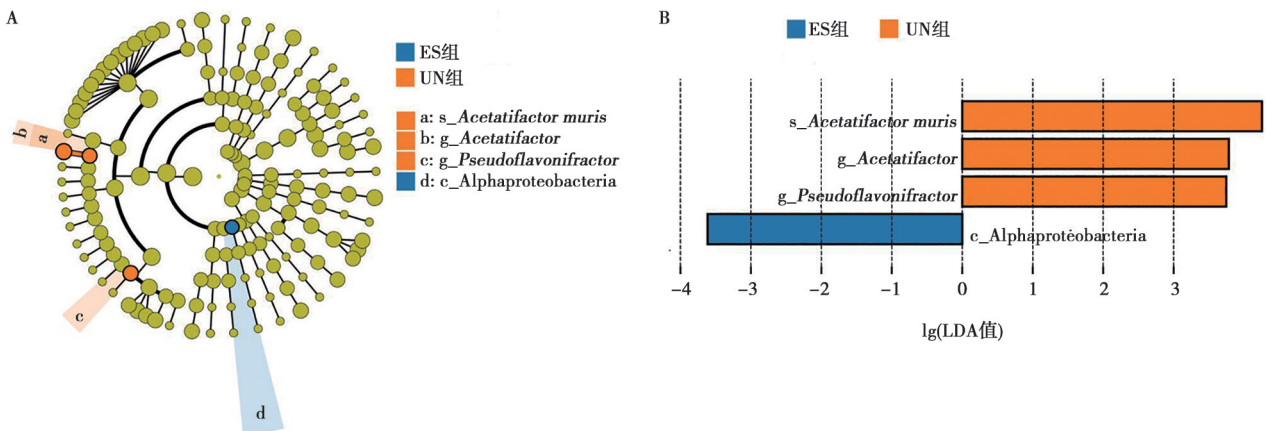 A
ES组
UN组
a: s_Acetatifactor muris
b: g_Acetatifactor
c: g_Pseudoflavonifractor
d: c_Alphaproteobacteria
b
a
c
d
B
ES组 UN组
s_Acetatifactor muris
g_Acetatifactor
g_Pseudoflavonifractor
c_Alphaproteobacteria
-4 -3 -2 -1 0 1 2 3
lg(LDA值)